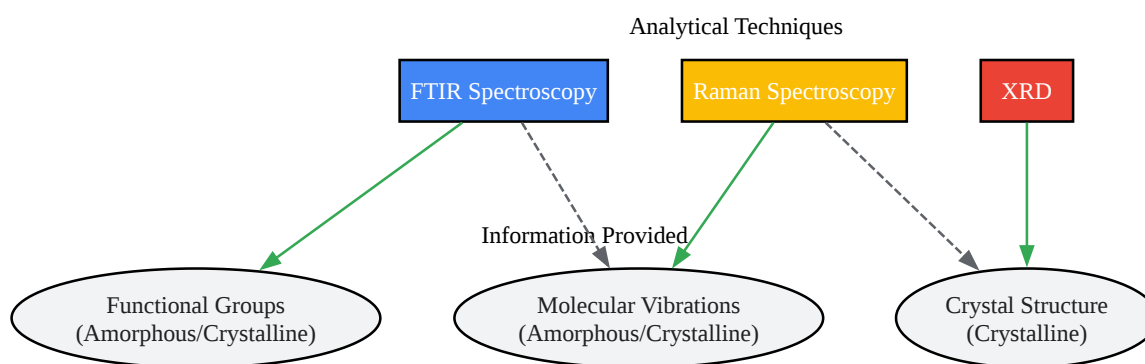 Analytical Techniques
FTIR Spectroscopy
Raman Spectroscopy
XRD
Information Provided
Functional Groups
(Amorphous/Crystalline)
Molecular Vibrations
(Amorphous/Crystalline)
Crystal Structure
(Crystalline)